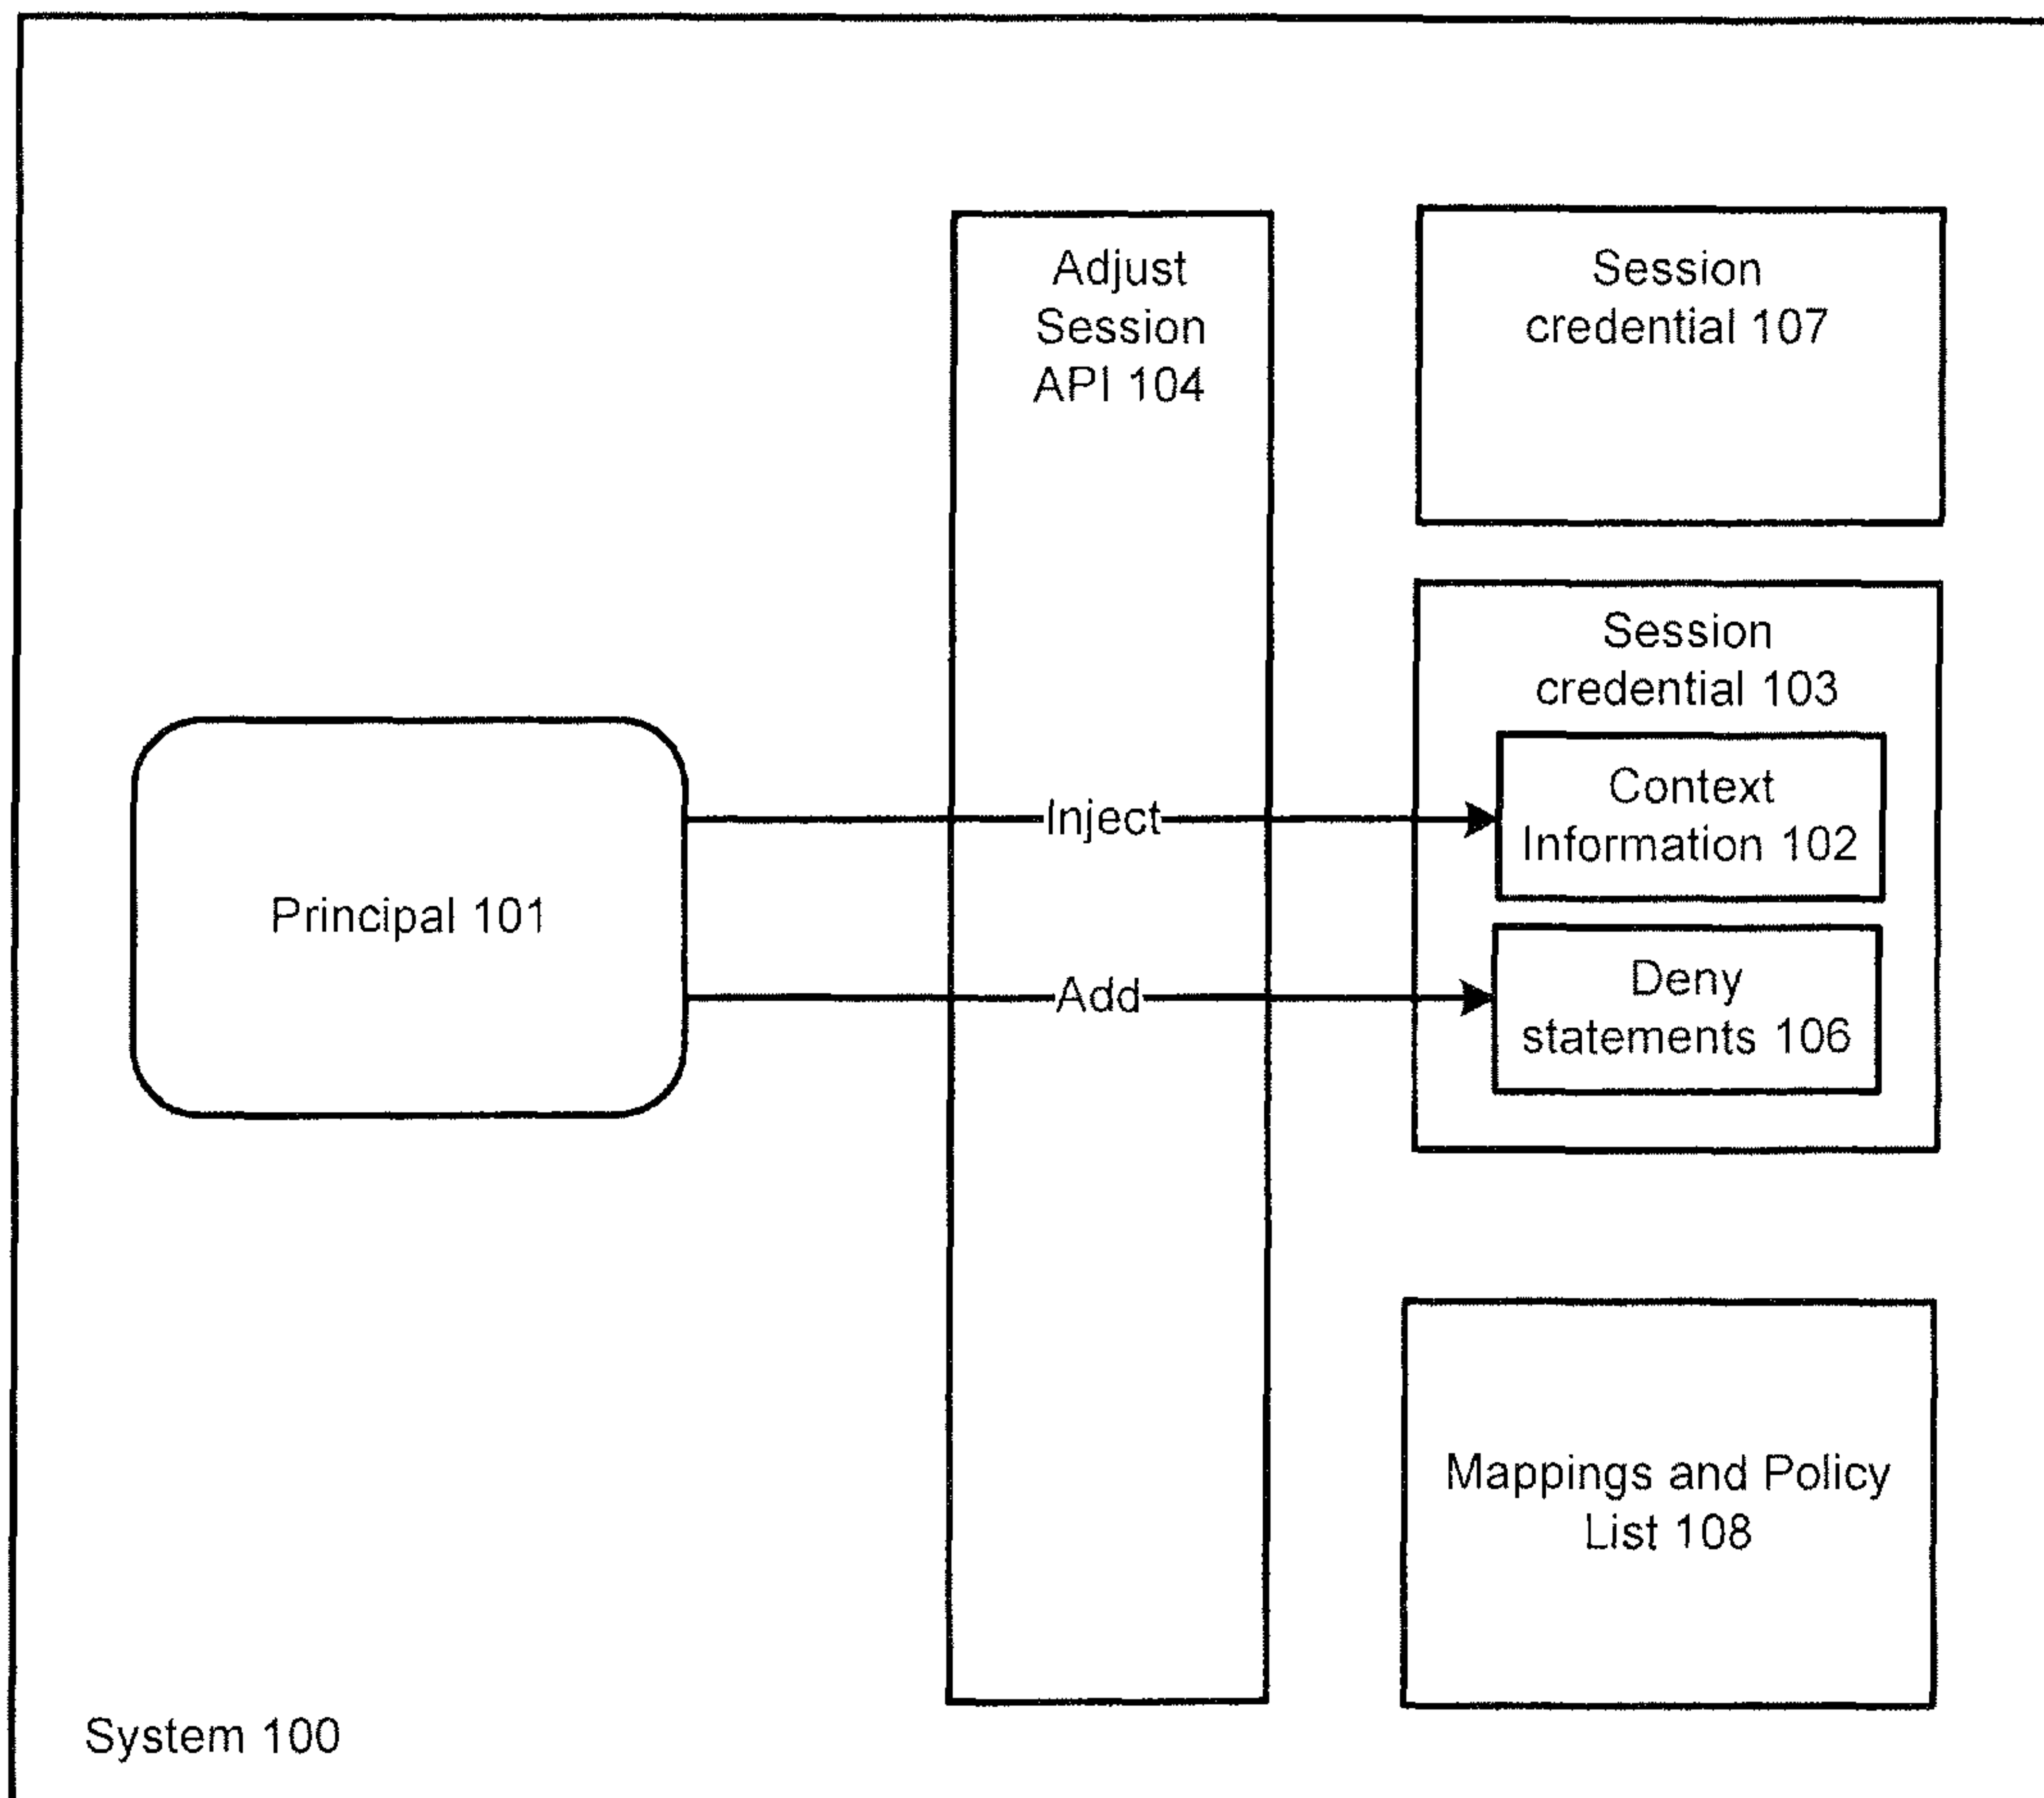 Adjust
Session
API 104
Session
credential 107
Session
credential 103
Context
Information 102
Inject
Principal 101
Deny
statements 106
Add
Mappings and Policy
List 108
System 100